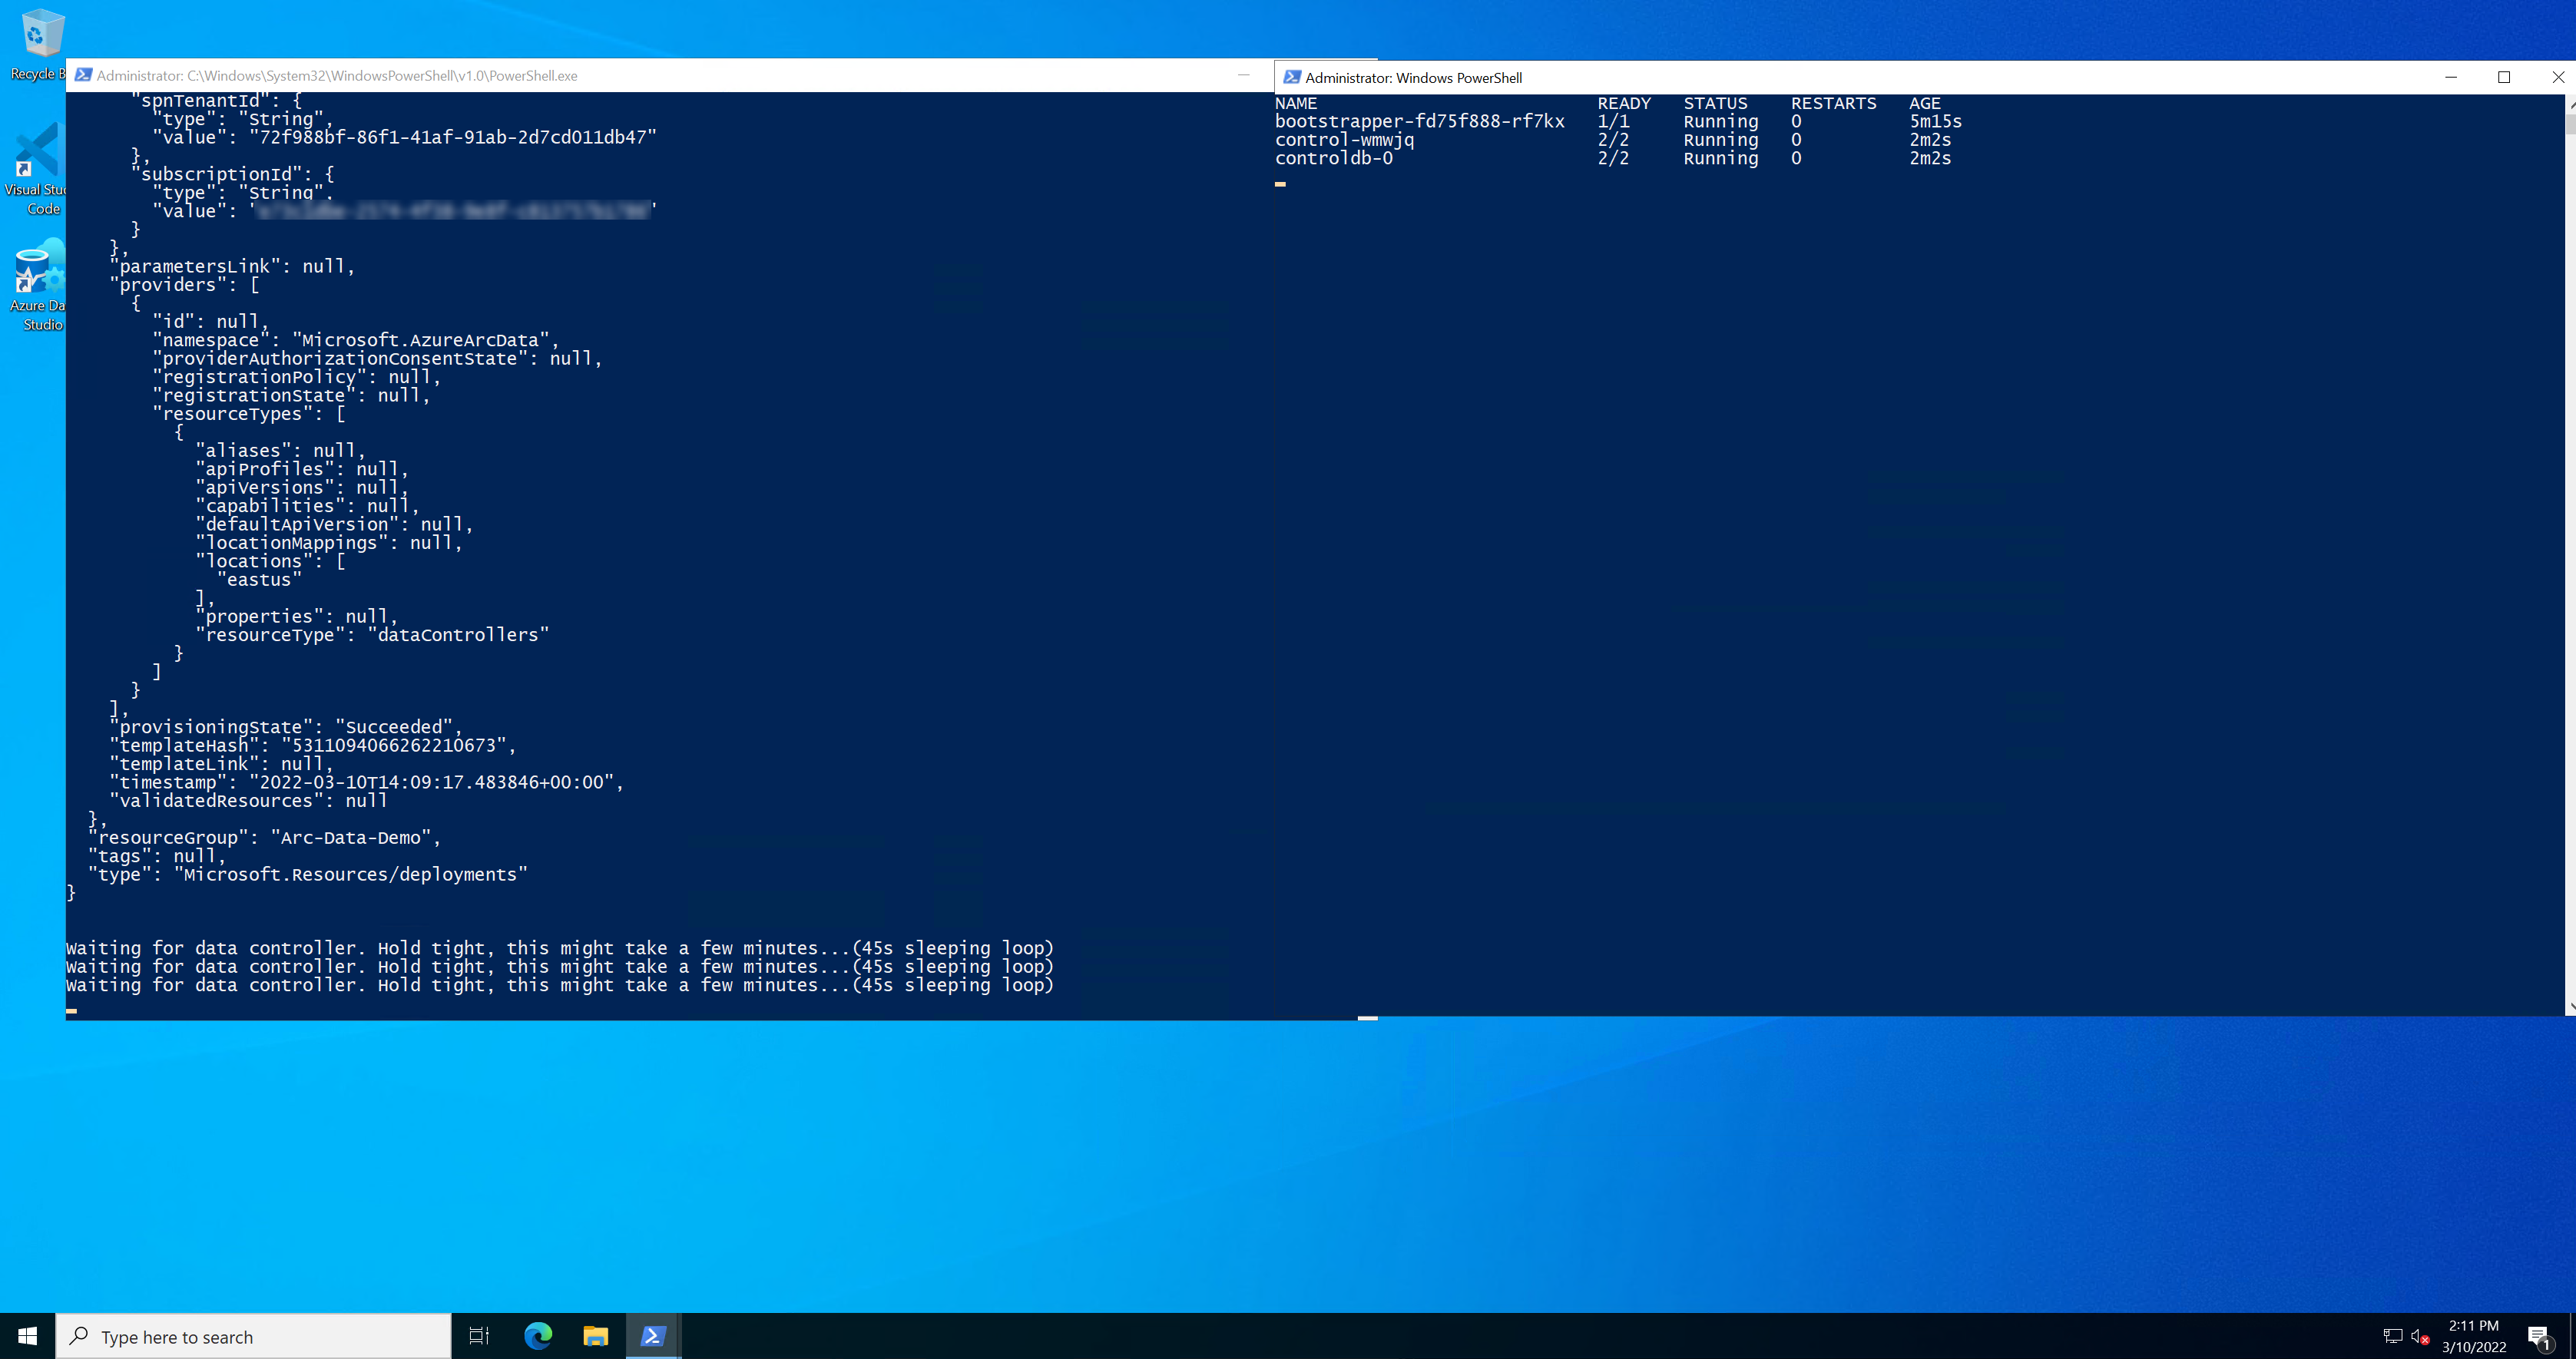 Recycle B
Visual Stu
Code
Azure Da
Studio
Administrator: C:\Windows\System32\WindowsPowerShell\v1.0\PowerShell.exe
"spnTenantId": {
"type": "String",
"value": "72f988bf-86f1-41af-91ab-2d7cd011db47"
},
"subscriptionId": {
"type": "String",
"value": '
}
},
"parametersLink": null,
"providers": [
{
"id": null,
"namespace": "Microsoft.AzureArcData",
"providerAuthorizationConsentState": null,
"registrationPolicy": null,
"registrationState": null,
"resourceTypes": [
{
"aliases": null,
"apiProfiles": null,
"apiVersions": null,
"capabilities": null,
"defaultApiVersion": null,
"locationMappings": null,
"locations": [
"eastus"
],
"properties": null,
"resourceType": "dataControllers"
}
]
}
],
"provisioningState": "Succeeded",
"templateHash": "5311094066262210673",
"templateLink": null,
"timestamp": "2022-03-10T14:09:17.483846+00:00",
"validatedResources": null
},
"resourceGroup": "Arc-Data-Demo",
"tags": null,
"type": "Microsoft.Resources/deployments"
}
Waiting for data controller. Hold tight, this might take a few minutes...(45s sleeping loop)
Waiting for data controller. Hold tight, this might take a few minutes...(45s sleeping loop)
Waiting for data controller. Hold tight, this might take a few minutes...(45s sleeping loop)
Administrator: Windows PowerShell
NAME READY STATUS RESTARTS AGE
bootstrapper-fd75f888-rf7kx 1/1 Running 0 5m15s
control-wmwjq 2/2 Running 0 2m2s
controldb-0 2/2 Running 0 2m2s
Type here to search
2:11 PM
3/10/2022
1